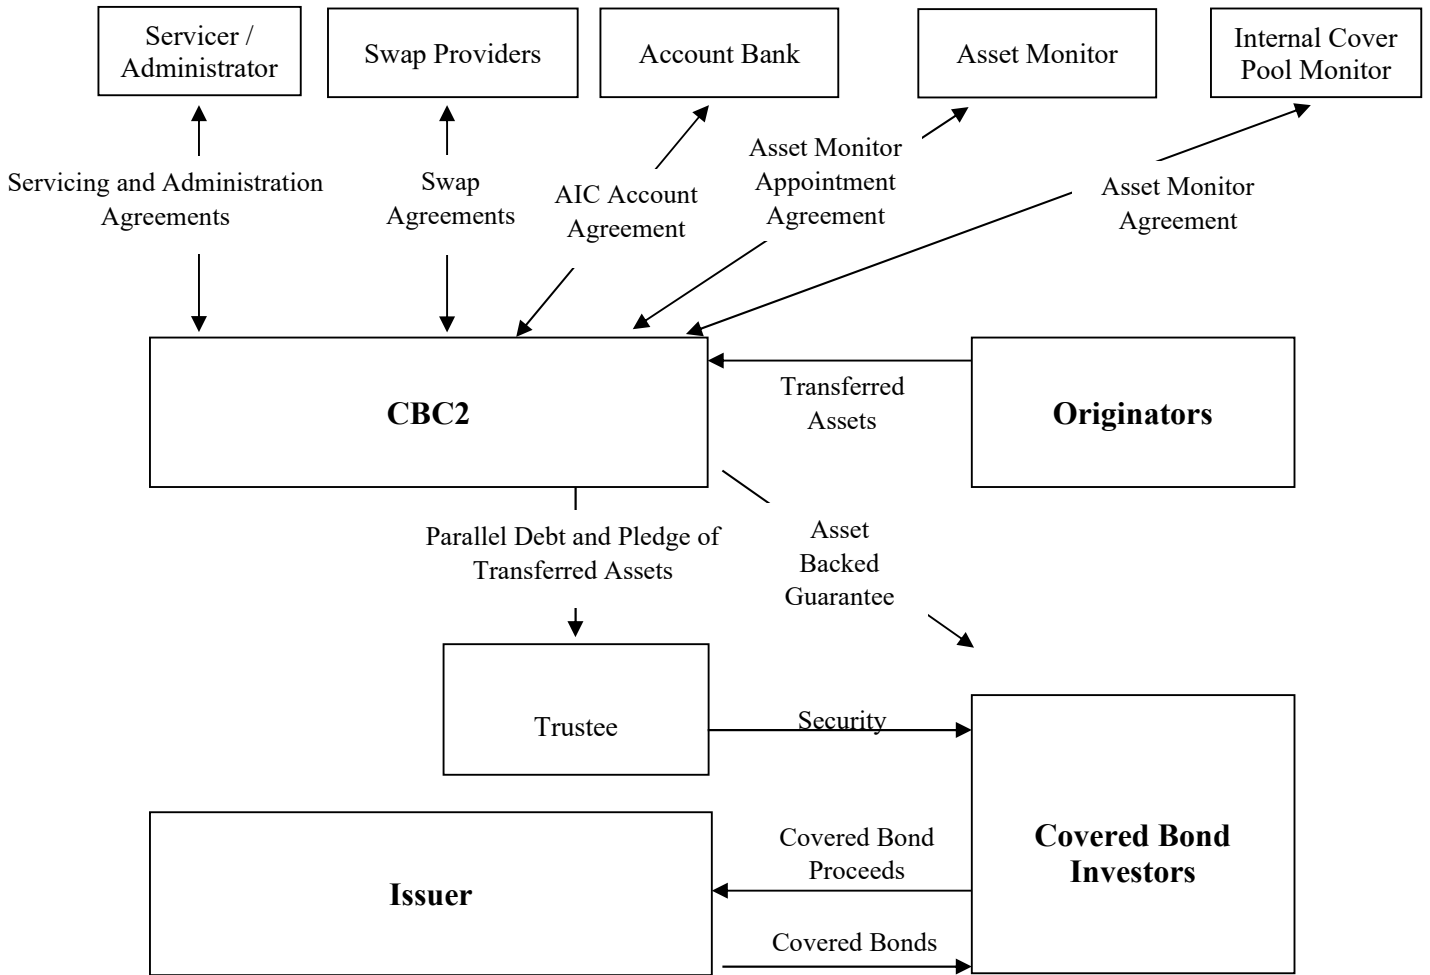 Servicer /
Administrator
Swap Providers
Account Bank
Asset Monitor
Internal Cover
Pool Monitor
Servicing and Administration
Agreements
Swap
Agreements
AIC Account
Agreement
Asset Monitor
Appointment
Agreement
Asset Monitor
Agreement
CBC2
Transferred
Assets
Originators
Parallel Debt and Pledge of
Transferred Assets
Asset
Backed
Guarantee
Trustee
Security
Covered Bond
Proceeds
Covered Bond
Investors
Issuer
Covered Bonds